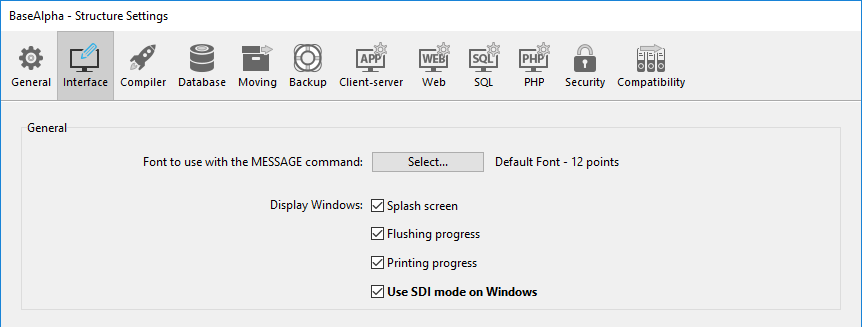 BaseAlpha - Structure Settings
General Interface Compiler Database Moving Backup APP Client-server WEB Web SQL SQL PHP PHP Security Compatibility
General
Font to use with the MESSAGE command: Select... Default Font - 12 points
Display Windows: Splash screen
Flushing progress
Printing progress
Use SDI mode on Windows